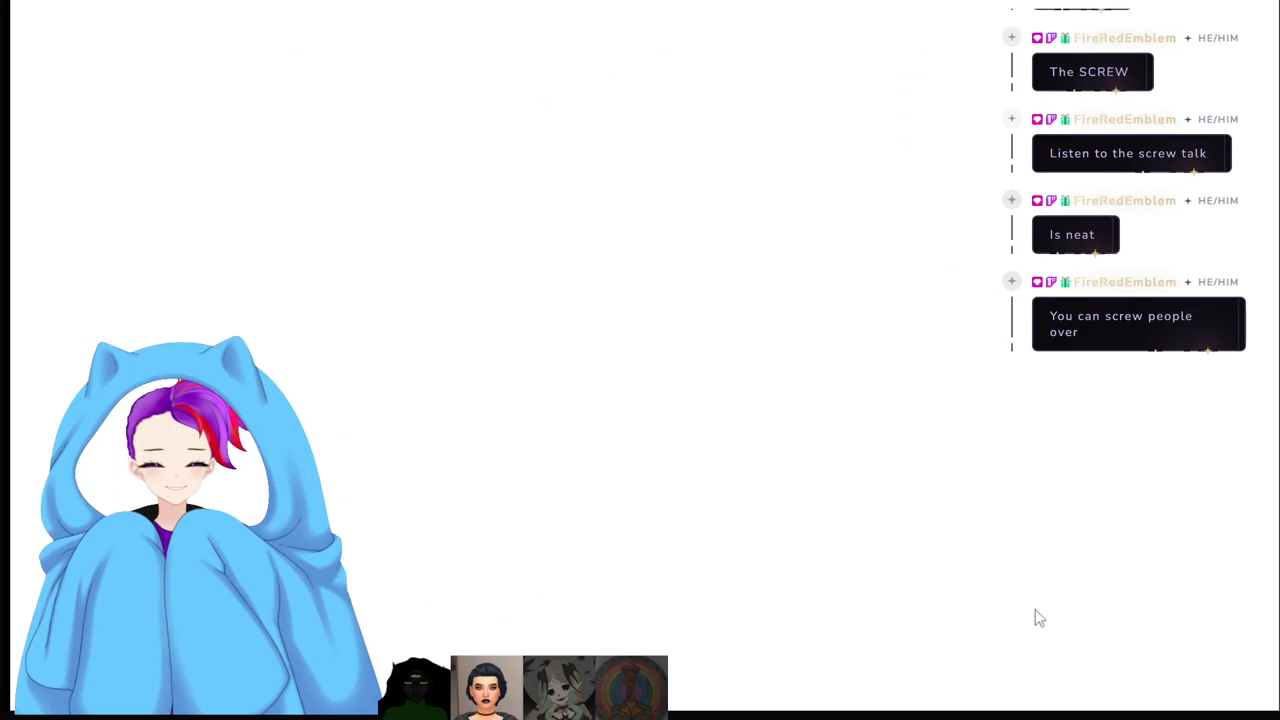 FireRedEmblem HE/HIM
The SCREW
FireRedEmblem HE/HIM
Listen to the screw talk
FireRedEmblem HE/HIM
Is neat
FireRedEmblem HE/HIM
You can screw people
over